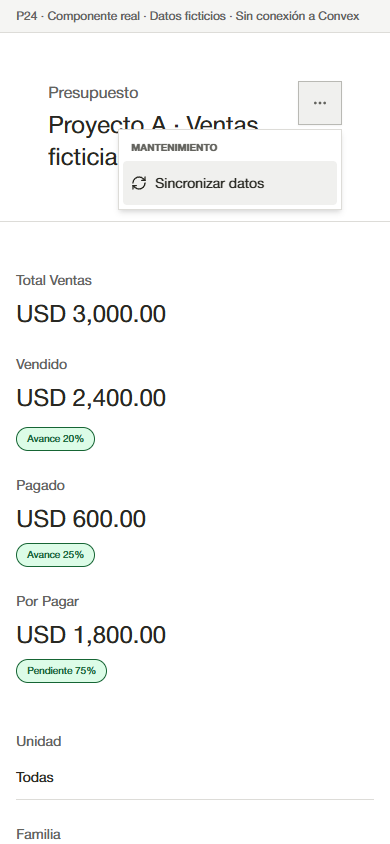 P24 · Componente real · Datos ficticios · Sin conexión a Convex
Presupuesto
...
Proyecto A · Ventas
ficticia
MANTENIMIENTO
Sincronizar datos
Total Ventas
USD 3,000.00
Vendido
USD 2,400.00
Avance 20%
Pagado
USD 600.00
Avance 25%
Por Pagar
USD 1,800.00
Pendiente 75%
Unidad
Todas
Familia